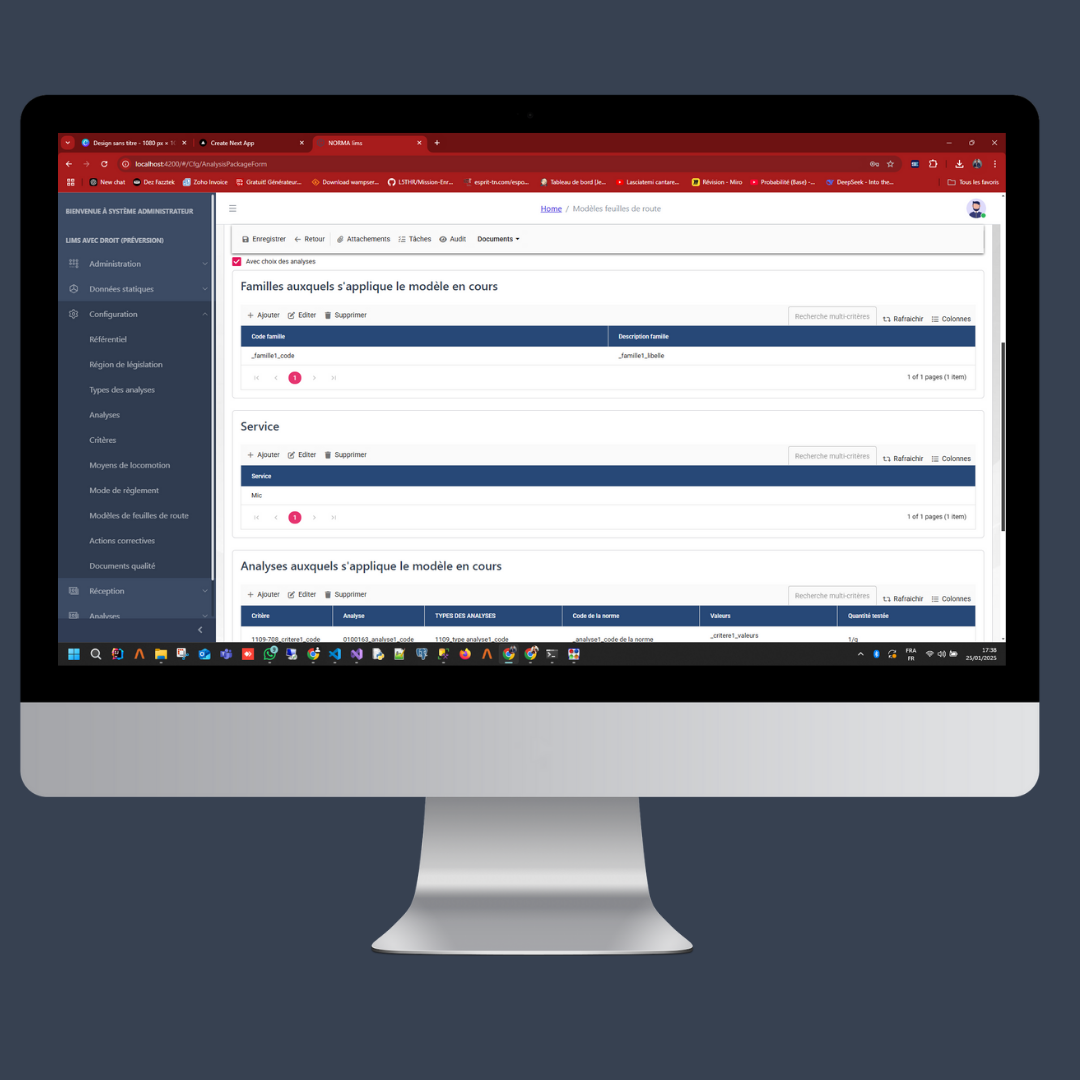 Design sans titre - 1080 px × 1(
Create Next App
NORMA lims
localhost:4200/#/Cfg/AnalysisPackageForm
New chat
Dez Fazztek
Zoho Invoice
Gratuit! Générateur...
Download wampser...
L1THR/Mission-Enr...
esprit-tn.com/espo...
Tableau de bord (Je...
Lasciatemi cantare...
Révision - Miro
Probabilité (Base) -...
DeepSeek - Into the...
Tous les favoris
BIENVENUE À SYSTÈME ADMINISTRATEUR
Home / Modèles feuilles de route
LIMS AVEC DROIT (PRÉVERSION)
Administration
Données statiques
Configuration
Référentiel
Région de législation
Types des analyses
Analyses
Critères
Moyens de locomotion
Mode de règlement
Modèles de feuilles de route
Actions correctives
Documents qualité
Réception
Analyses
Enregistrer
Retour
Attachements
Tâches
Audit
Documents
Avec choix des analyses
Familles auxquels s'applique le modèle en cours
Ajouter
Editer
Supprimer
Recherche multi-critères
Rafraichir
Colonnes
Code famille
Description famille
_famille1_code
_famille1_libelle
1
1 of 1 pages (1 item)
Service
Ajouter
Editer
Supprimer
Recherche multi-critères
Rafraichir
Colonnes
Service
Mic
1
1 of 1 pages (1 item)
Analyses auxquels s'applique le modèle en cours
Ajouter
Editer
Supprimer
Recherche multi-critères
Rafraichir
Colonnes
Critère
Analyse
TYPES DES ANALYSES
Code de la norme
Valeurs
Quantité testée
1109-708_critere1_code
0100163_analyse1_code
1109_type analyse1_code
_analyse1_code de la norme
_critere1_valeurs
1/g
FRA
FR
17:38
25/01/2025